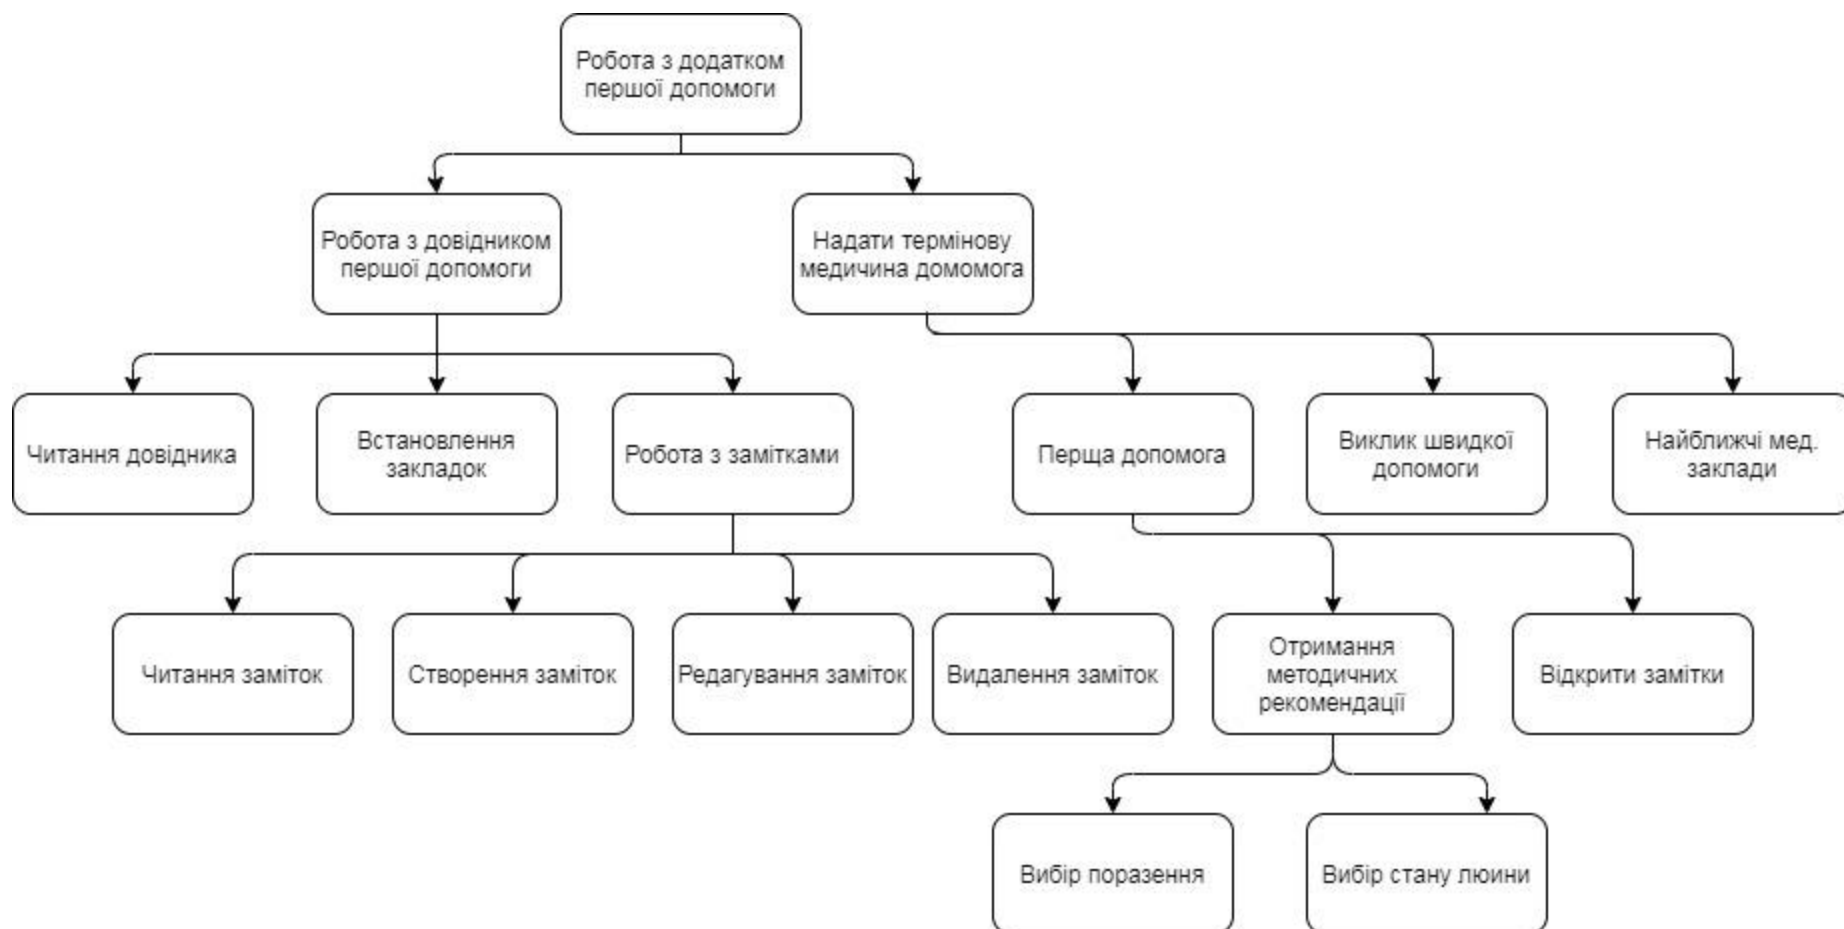 Робота з додатком
першої допомоги
Робота з довідником
першої допомоги
Надати термінову
медичина домомога
Читання довідника
Встановлення
закладок
Робота з замітками
Перща допомога
Виклик швидкої
допомоги
Найближчі мед.
заклади
Читання заміток
Створення заміток
Редагування заміток
Видалення заміток
Отримання
методичних
рекомендації
Відкрити замітки
Вибір поразення
Вибір стану люини